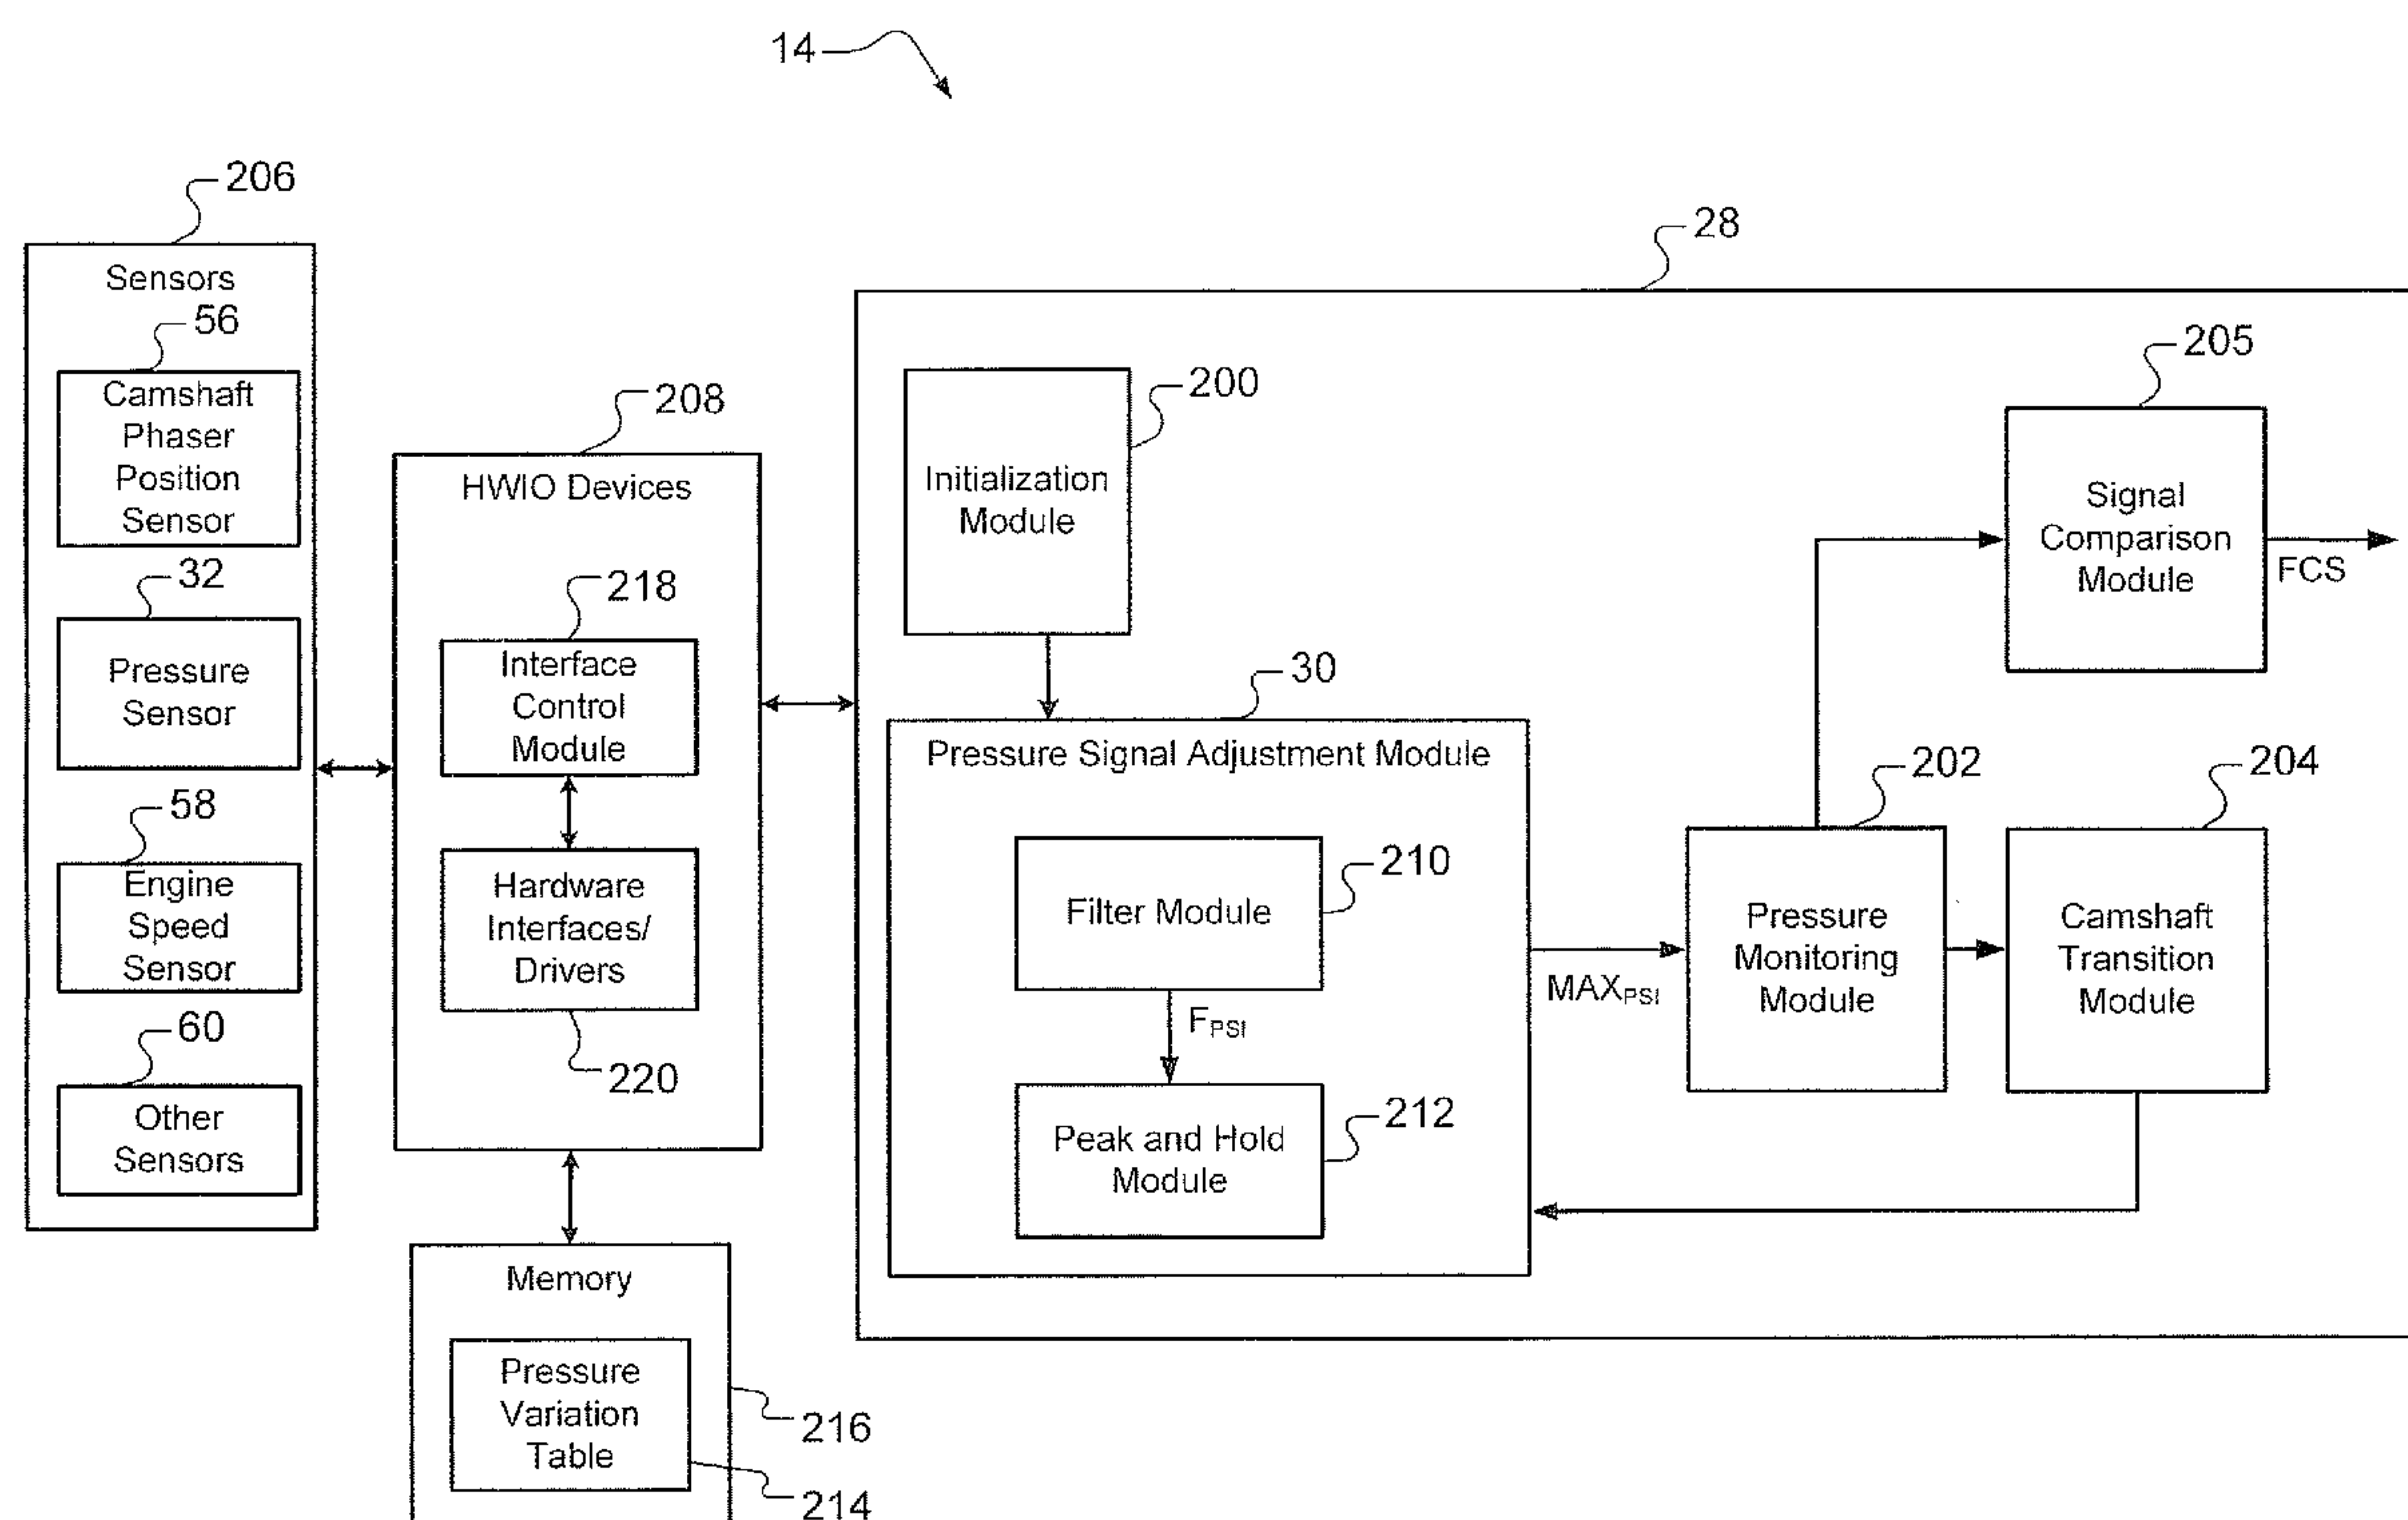 14
206
Sensors
56
Camshaft
Phaser
Position
Sensor
32
Pressure
Sensor
58
Engine
Speed
Sensor
60
Other
Sensors
208
HWIO Devices
218
Interface
Control
Module
Hardware
Interfaces/
Drivers
220
Memory
Pressure
Variation
Table
216
214
28
200
Initialization
Module
30
Pressure Signal Adjustment Module
210
Filter Module
FPSI
212
Peak and Hold
Module
MAXPSI
202
Pressure
Monitoring
Module
204
Camshaft
Transition
Module
205
Signal
Comparison
Module
FCS